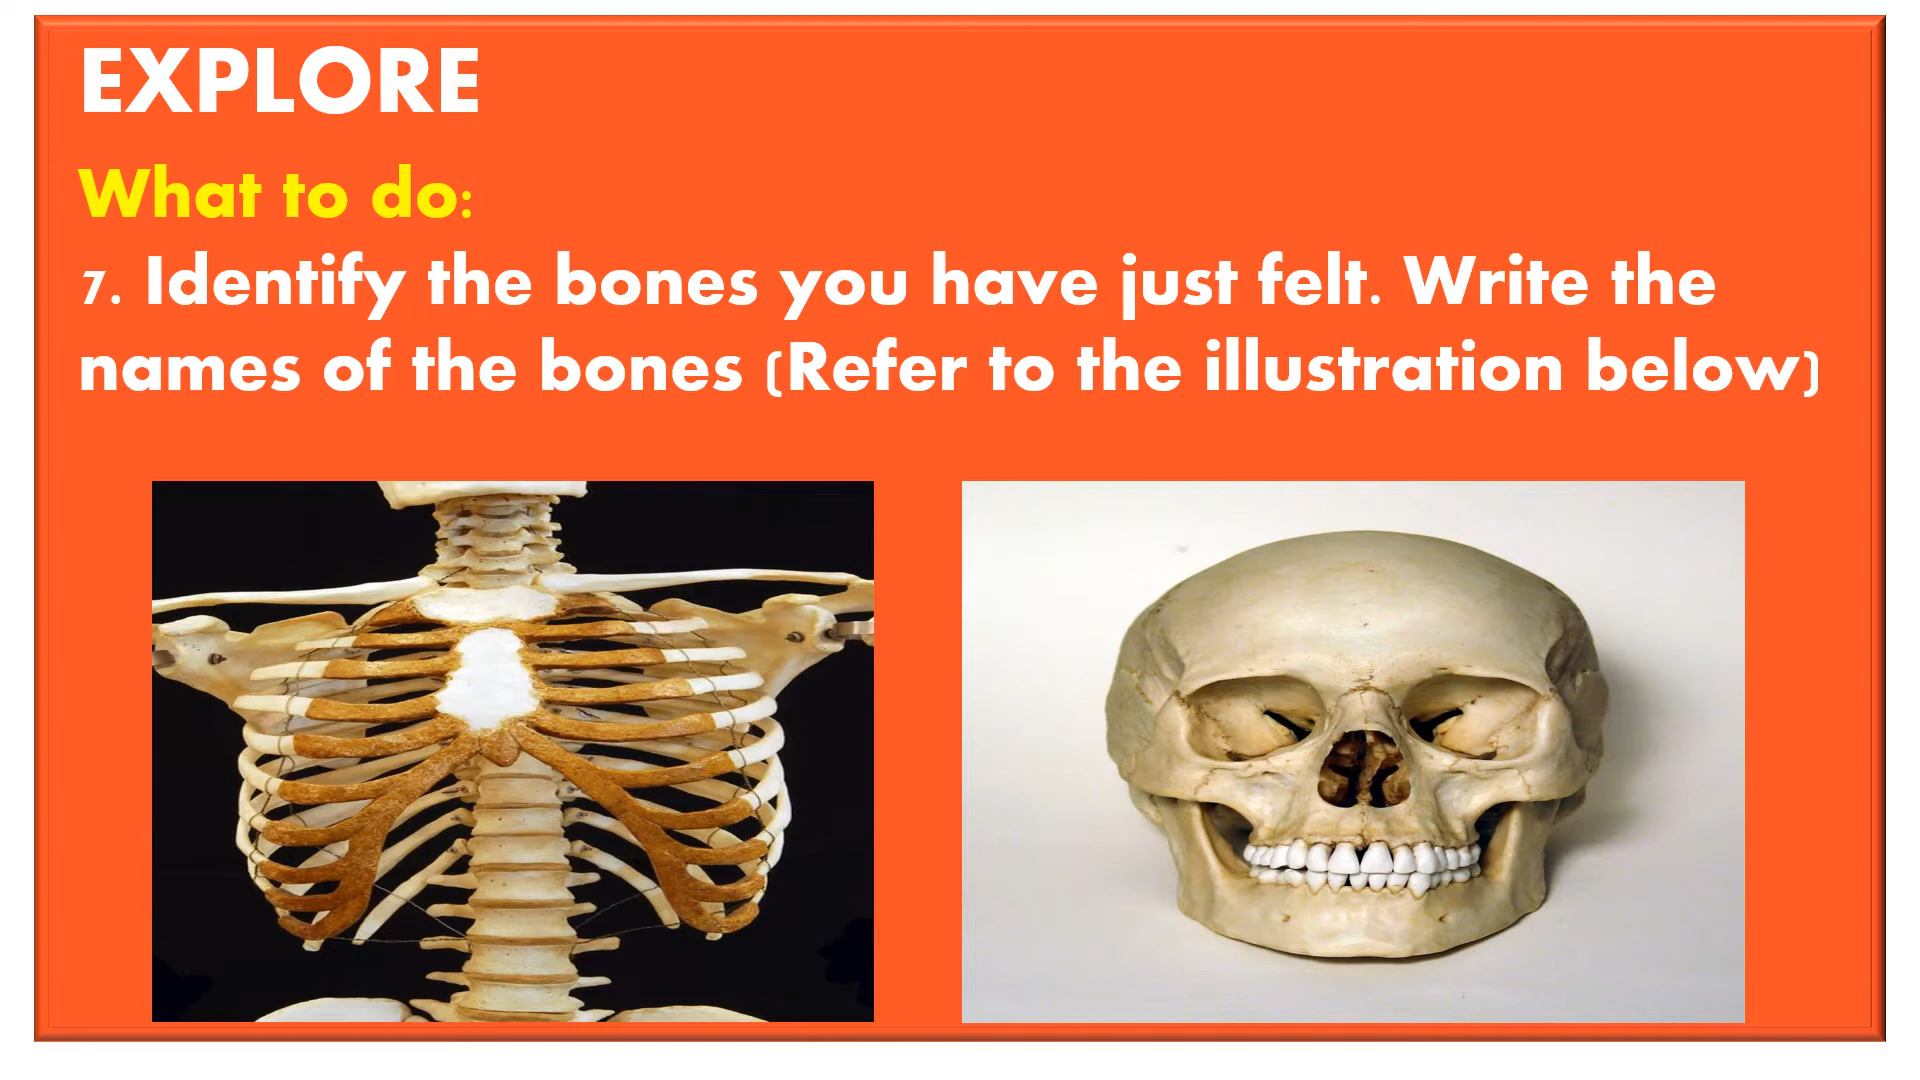 EXPLORE
What to do:
7. Identify the bones you have just felt. Write the
names of the bones (Refer to the illustration below)